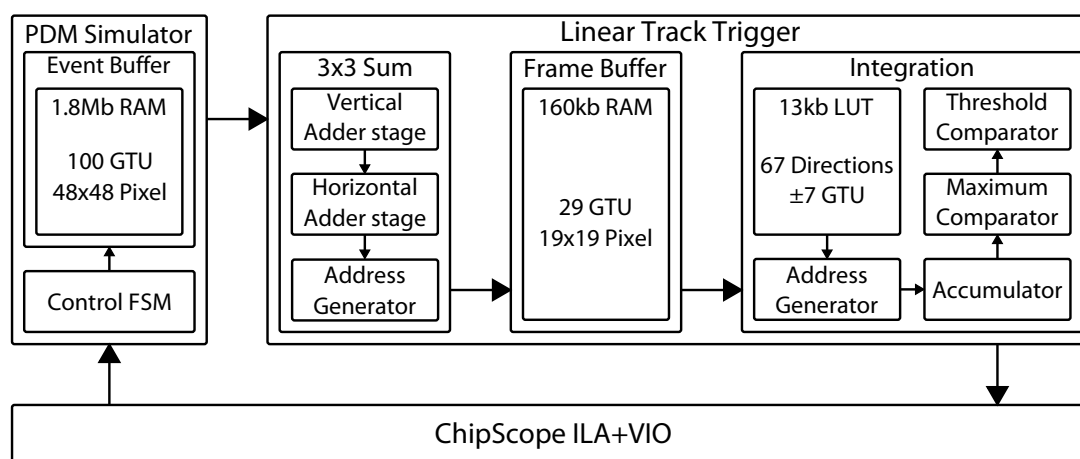 PDM Simulator
Event Buffer
1.8Mb RAM
100 GTU
48x48 Pixel
Control FSM
Linear Track Trigger
3x3 Sum
Vertical
Adder stage
Horizontal
Adder stage
Address
Generator
Frame Buffer
160kb RAM
29 GTU
19x19 Pixel
Integration
13kb LUT
67 Directions
±7 GTU
Address
Generator
Accumulator
Maximum
Comparator
Threshold
Comparator
ChipScope ILA+VIO